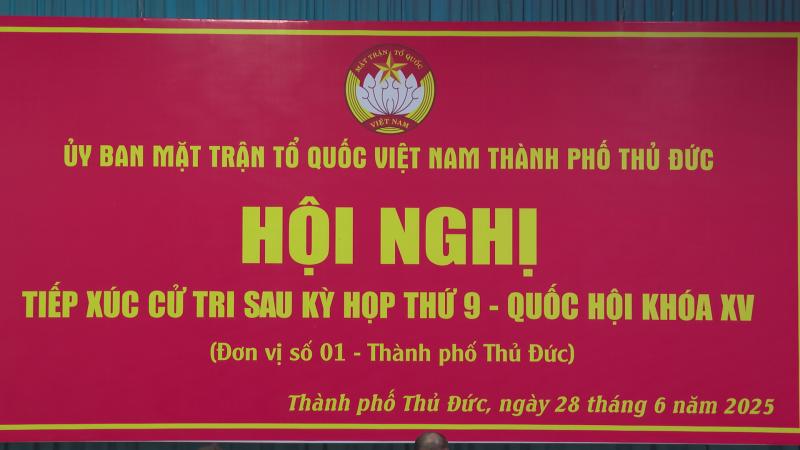 MẶT TRẬN TỔ QUỐC
VIỆT NAM
ỦY BAN MẶT TRẬN TỔ QUỐC VIỆT NAM THÀNH PHỐ THỦ ĐỨC
HỘI NGHỊ
TIẾP XÚC CỬ TRI SAU KỲ HỌP THỨ 9 - QUỐC HỘI KHÓA XV
(Đơn vị số 01 - Thành phố Thủ Đức)
Thành phố Thủ Đức, ngày 28 tháng 6 năm 2025